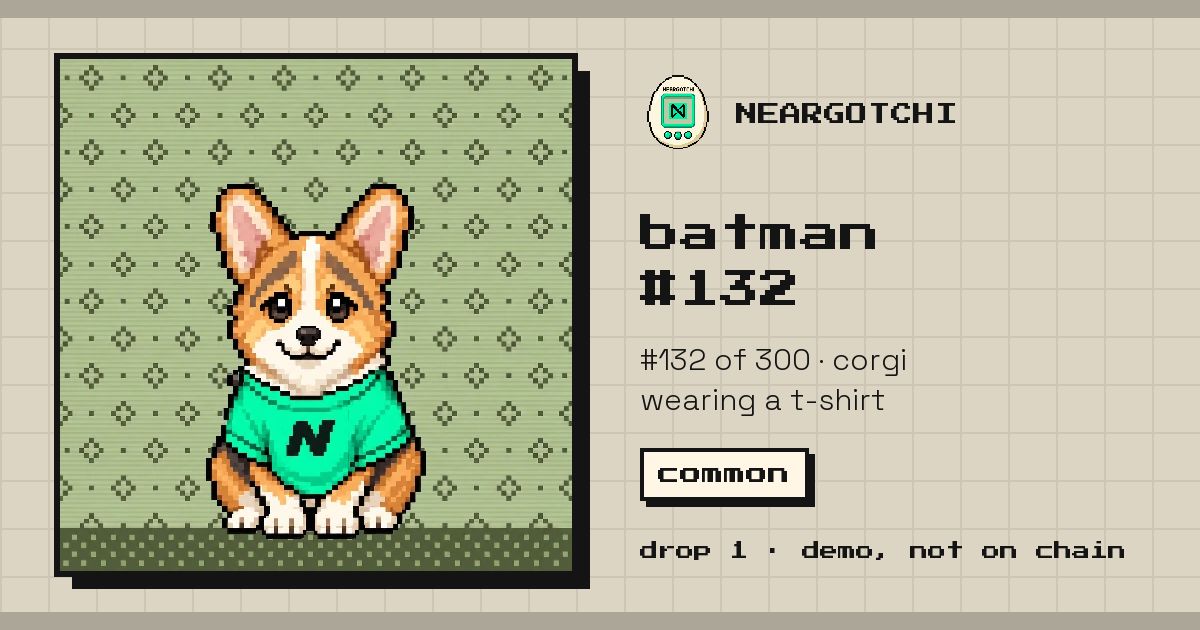 NEARGOTCHI
NEARGOTCHI
batman
#132
#132 of 300 · corgi
wearing a t-shirt
common
N
drop 1 · demo, not on chain